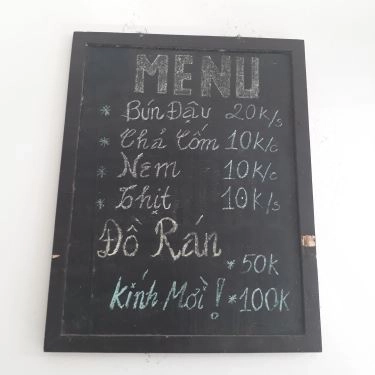 MENU
* Bún Đậu 20K/s
* Chả Cốm 10K/c
* Nem 10K/c
* Thịt 10K/s
Đồ Rán
* 50K
Kính Mời! * 100K